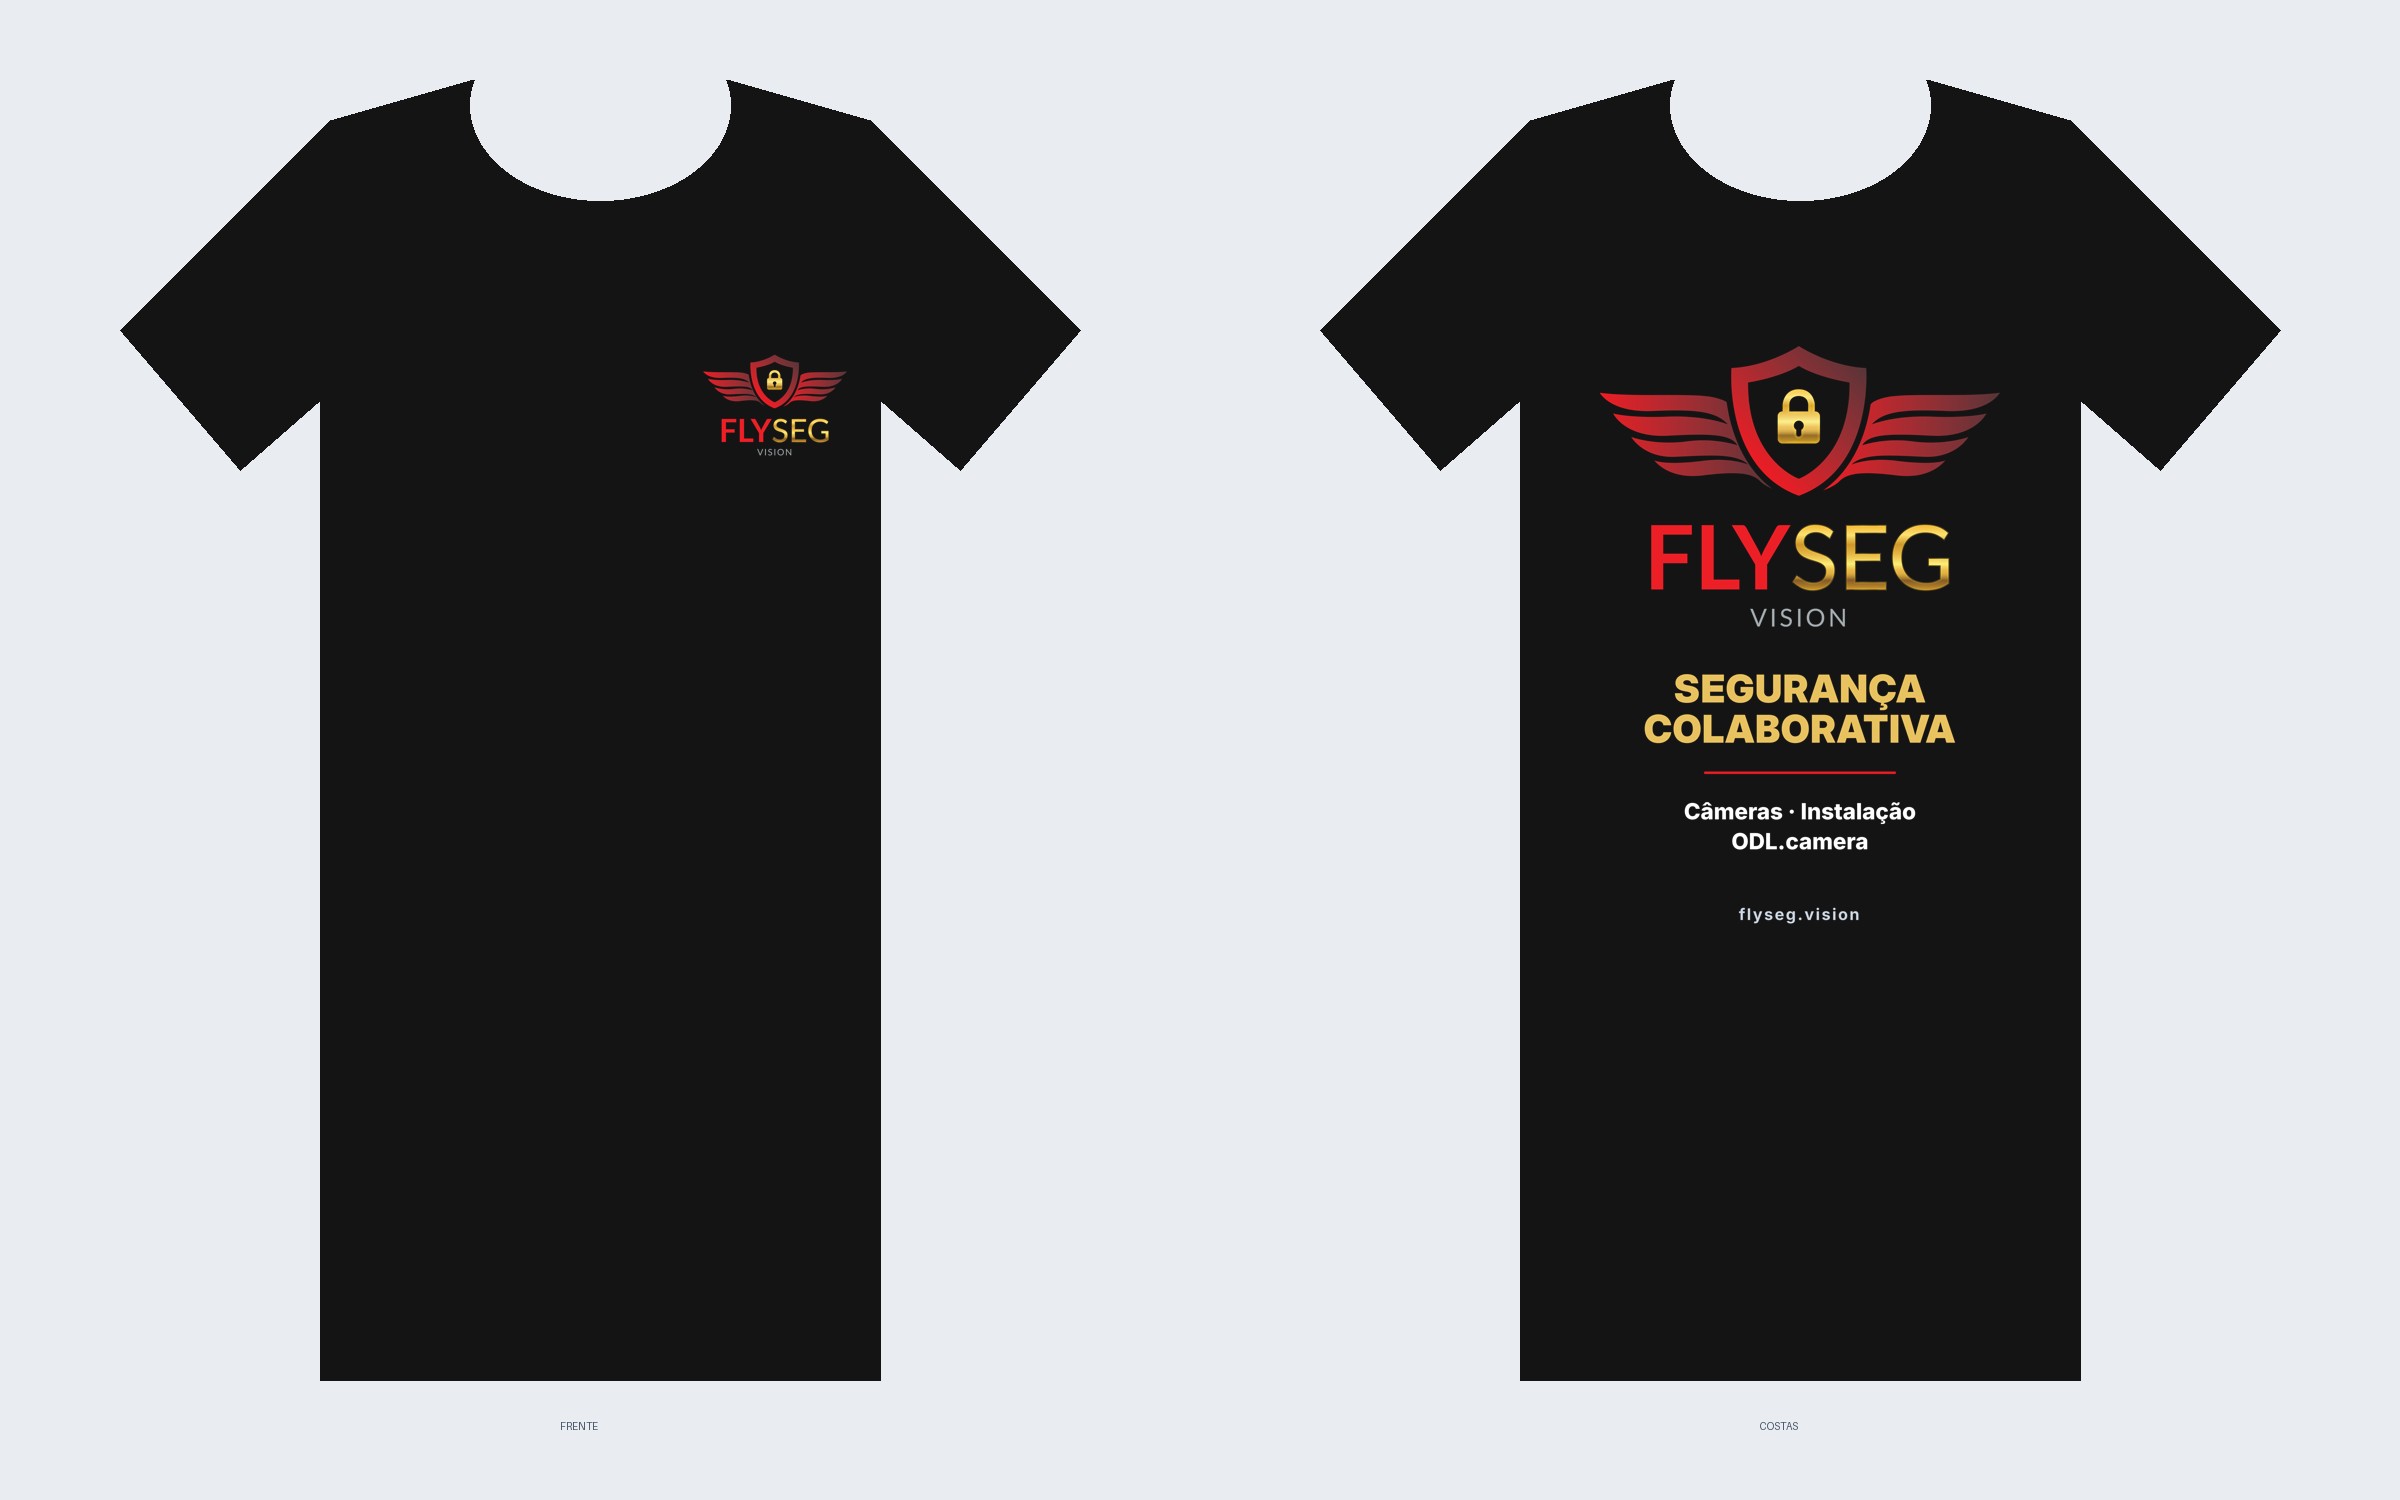 FLYSEG
VISION
FRENTE
FLYSEG
VISION
SEGURANÇA
COLABORATIVA
Câmeras · Instalação
ODL.camera
flyseg.vision
COSTAS